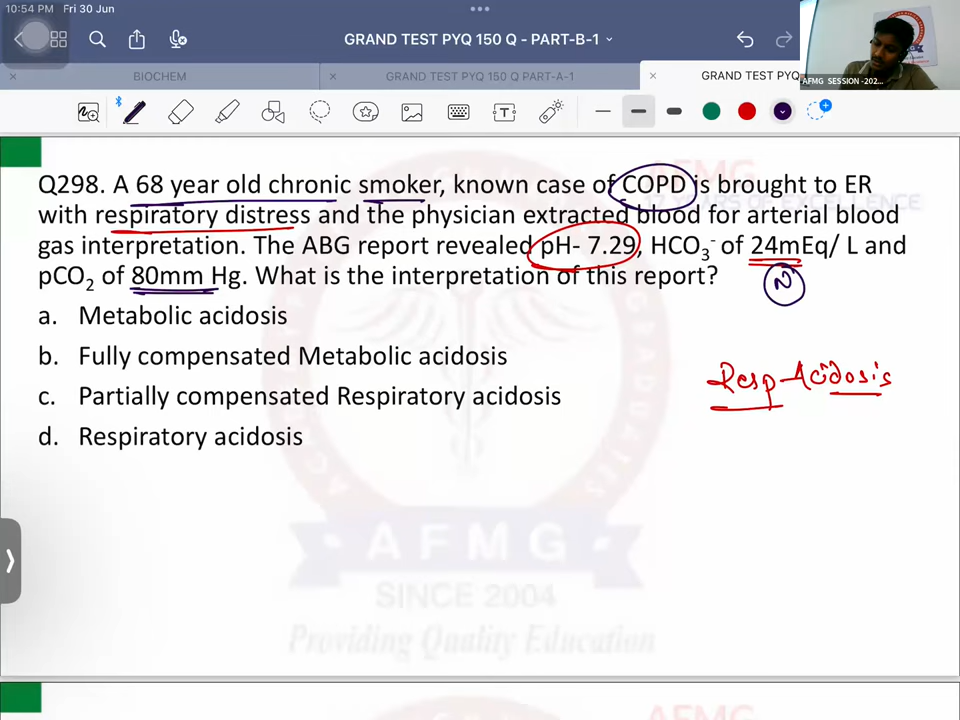 10:54 PM Fri 30 Jun
GRAND TEST PYQ 150 Q - PART-B-1
BIOCHEM
GRAND TEST PYQ 150 Q PART-A-1
GRAND TEST PYQ
AFMG SESSION -202...
Q298. A 68 year old chronic smoker, known case of COPD is brought to ER
with respiratory distress and the physician extracted blood for arterial blood
gas interpretation. The ABG report revealed pH- 7.29, HCO₃⁻ of 24mEq/ L and
pCO₂ of 80mm Hg. What is the interpretation of this report?
N
a. Metabolic acidosis
b. Fully compensated Metabolic acidosis
Resp Acidosis
c. Partially compensated Respiratory acidosis
d. Respiratory acidosis
AFMG
SINCE 2004
Providing Quality Education